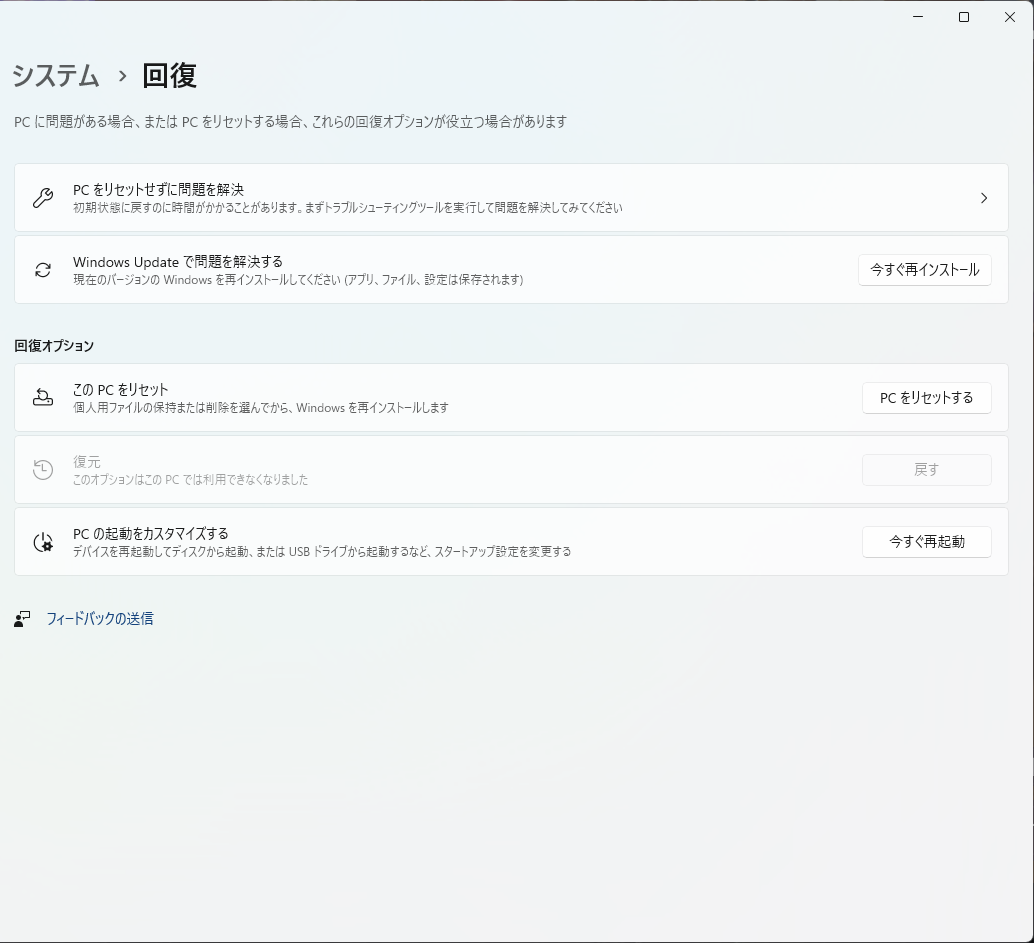 システム › 回復
PC に問題がある場合、または PC をリセットする場合、これらの回復オプションが役立つ場合があります
PC をリセットせずに問題を解決
初期状態に戻すのに時間がかかることがあります。まずトラブルシューティングツールを実行して問題を解決してみてください
Windows Update で問題を解決する
現在のバージョンの Windows を再インストールしてください (アプリ、ファイル、設定は保存されます)
今すぐ再インストール
回復オプション
この PC をリセット
個人用ファイルの保持または削除を選んでから、Windows を再インストールします
PC をリセットする
復元
このオプションはこの PC では利用できなくなりました
戻す
PC の起動をカスタマイズする
デバイスを再起動してディスクから起動、または USB ドライブから起動するなど、スタートアップ設定を変更する
今すぐ再起動
フィードバックの送信